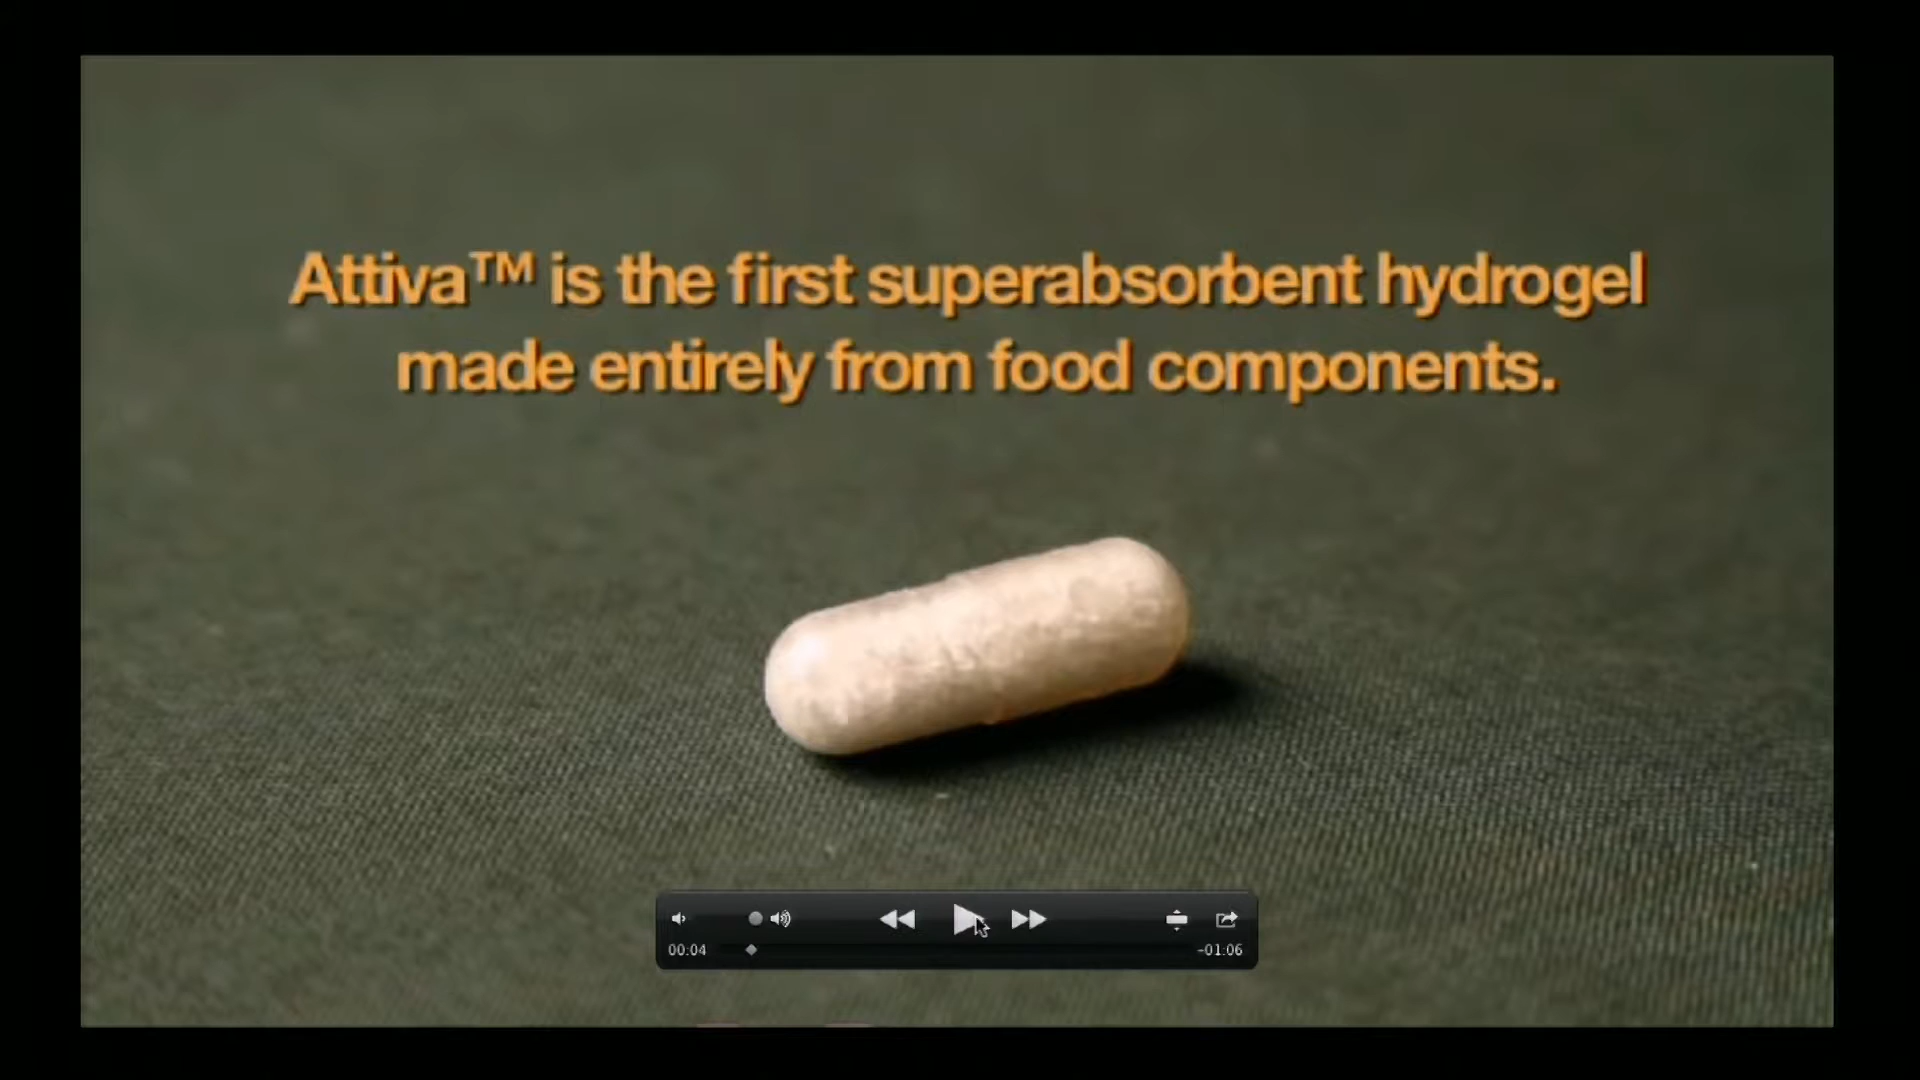 Attiva™ is the first superabsorbent hydrogel
made entirely from food components.
00:04
-01:06